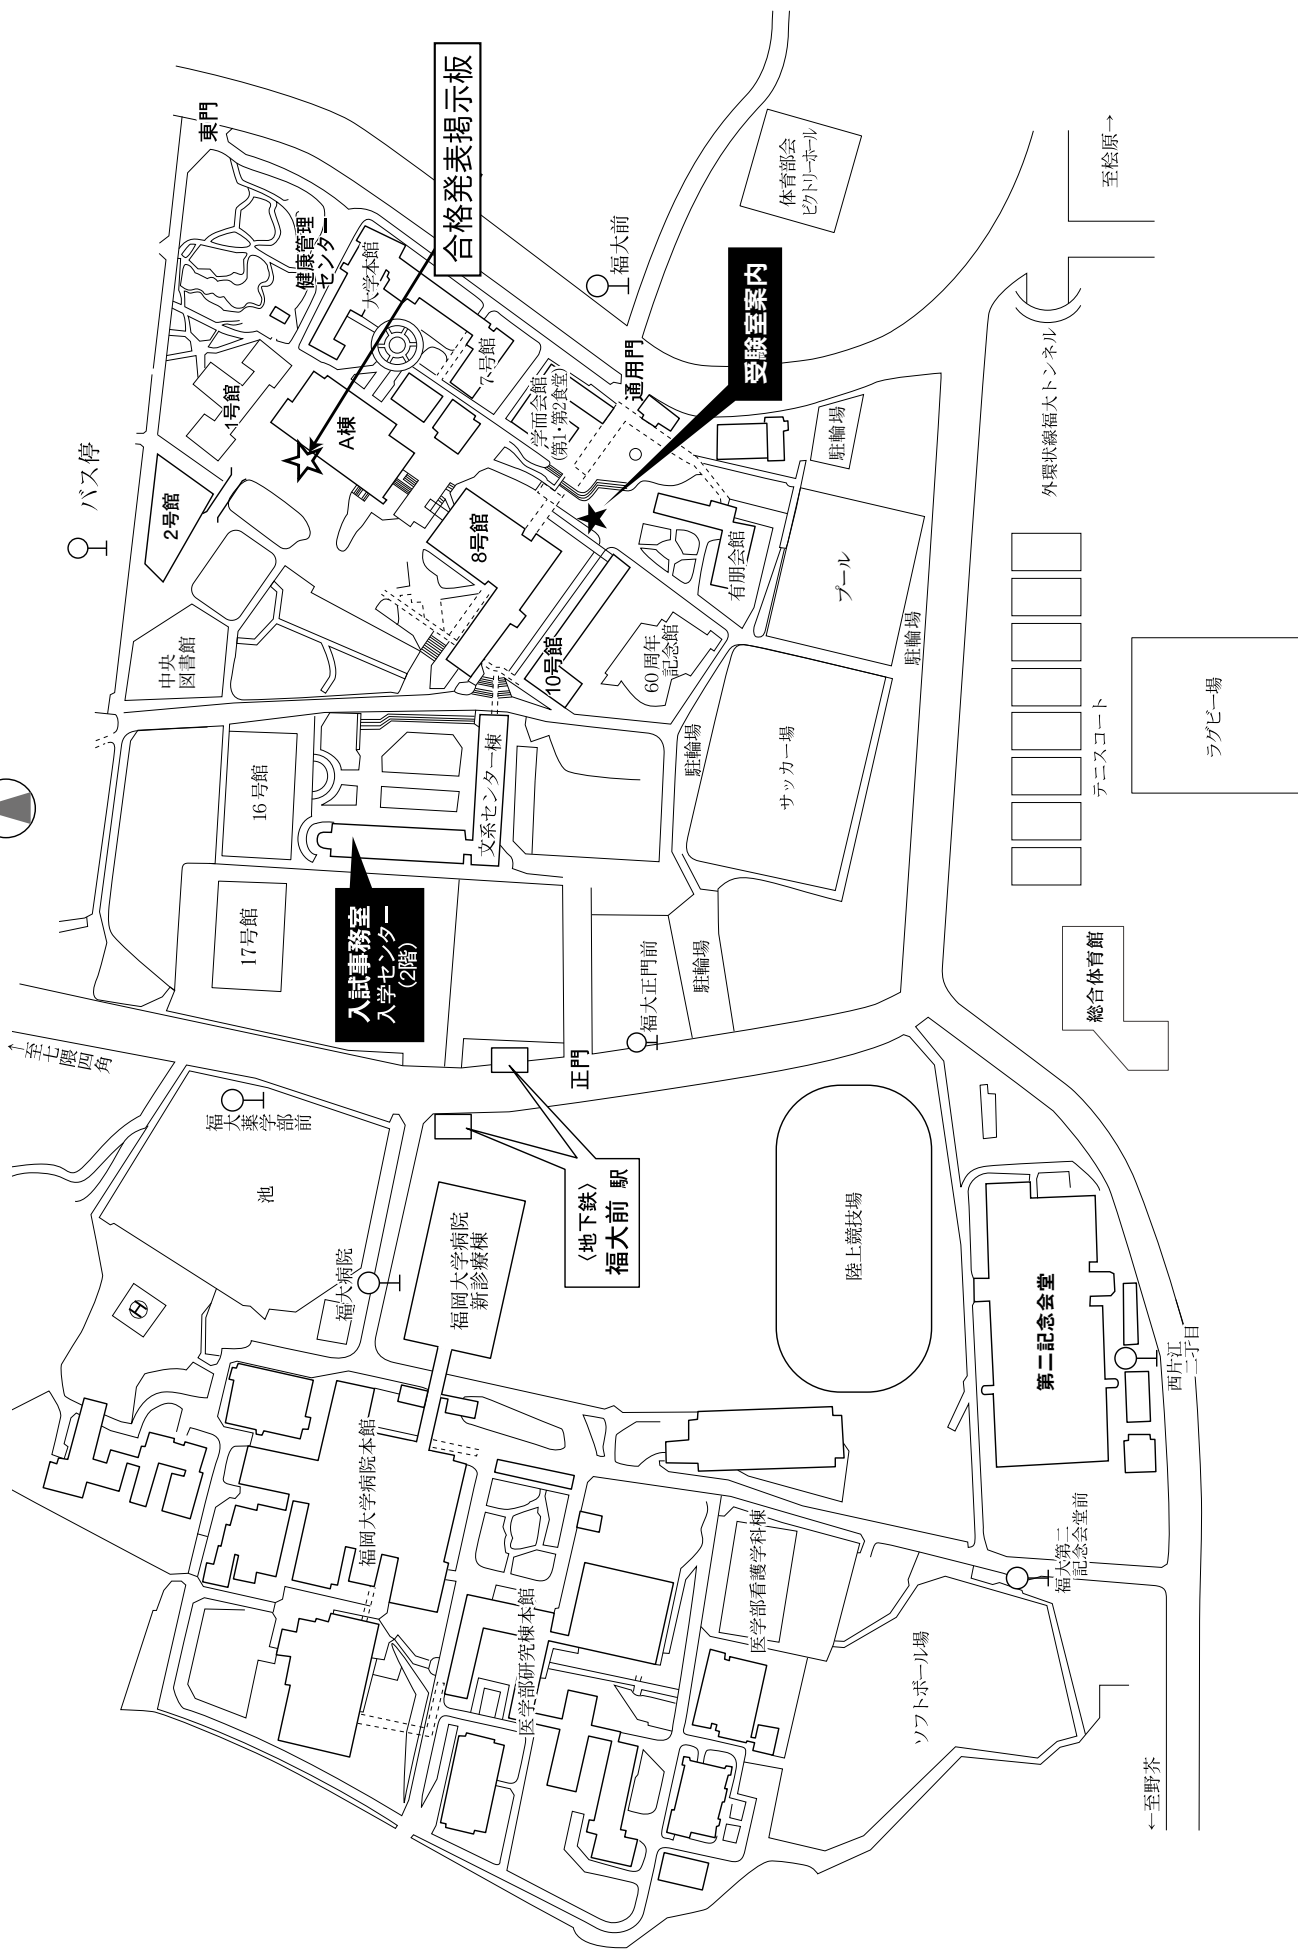 バス停
東門
合格発表掲示板
健康管理
センター
大学本館
1号館
A棟
2号館
7号館
学而会館
(第1・第2食堂)
通用門
福大前
体育部会
ビクトリーホール
受験室案内
駐輪場
至桧原→
外環状線福大トンネル
8号館
有朋会館
プール
駐輪場
中央
図書館
10号館
60周年
記念館
駐輪場
サッカー場
テニスコート
ラグビー場
16号館
文系センター棟
17号館
入試事務室
入学センター
(2階)
福大正門前
駐輪場
総合体育館
正門
←至七隈四角
福大薬学部前
池
〈地下鉄〉
福大前 駅
福大病院
福岡大学病院
新診療棟
陸上競技場
第二記念会堂
西片江
二丁目
H
福岡大学病院本館
医学部研究棟本館
医学部看護学科棟
福大第二
記念会堂前
ソフトボール場
←至野芥